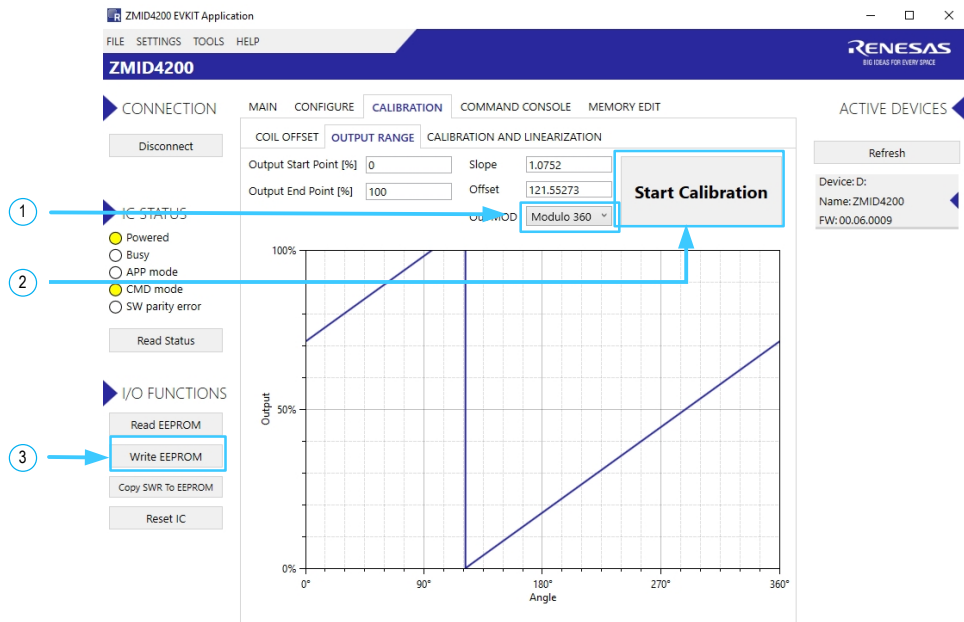 ZMID4200 EVKIT Application
FILE SETTINGS TOOLS HELP
RENESAS
BIG IDEAS FOR EVERY SPACE
ZMID4200
CONNECTION
Disconnect
IC STATUS
Powered
Busy
APP mode
CMD mode
SW parity error
Read Status
I/O FUNCTIONS
Read EEPROM
Write EEPROM
Copy SWR To EEPROM
Reset IC
1
2
3
MAIN CONFIGURE CALIBRATION COMMAND CONSOLE MEMORY EDIT
COIL OFFSET OUTPUT RANGE CALIBRATION AND LINEARIZATION
Output Start Point [%] 0 Slope 1.0752
Output End Point [%] 100 Offset 121.55273
MOD Modulo 360
Start Calibration
100%
50%
0%
Output
0° 90° 180° 270° 360°
Angle
ACTIVE DEVICES
Refresh
Device: D:
Name: ZMID4200
FW: 00.06.0009